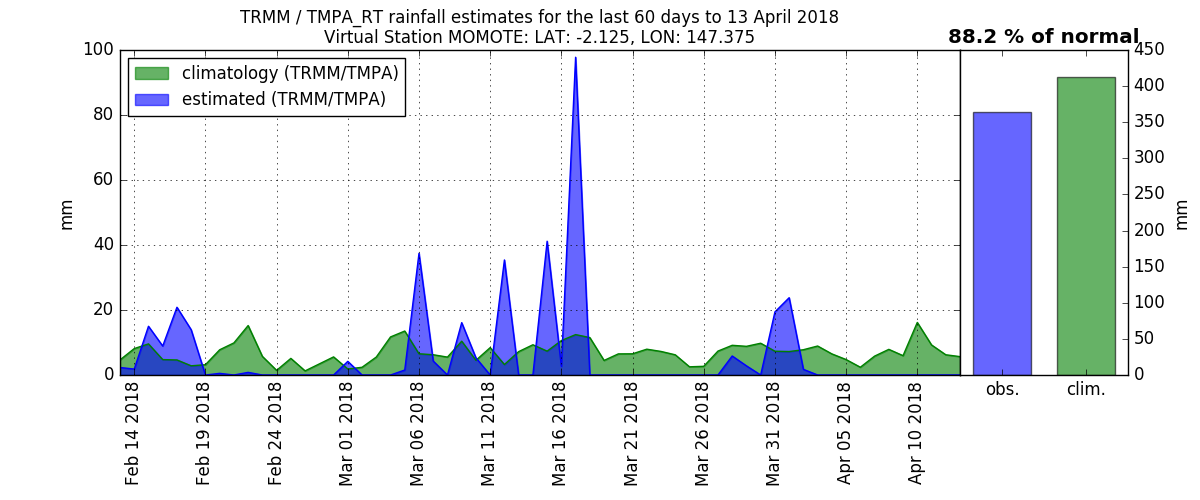 TRMM / TMPA_RT rainfall estimates for the last 60 days to 13 April 2018
Virtual Station MOMOTE: LAT: -2.125, LON: 147.375
88.2 % of normal
climatology (TRMM/TMPA)
estimated (TRMM/TMPA)
mm
100
80
60
40
20
0
Feb 14 2018
Feb 19 2018
Feb 24 2018
Mar 01 2018
Mar 06 2018
Mar 11 2018
Mar 16 2018
Mar 21 2018
Mar 26 2018
Mar 31 2018
Apr 05 2018
Apr 10 2018
450
400
350
300
250
200
150
100
50
0
mm
obs.
clim.